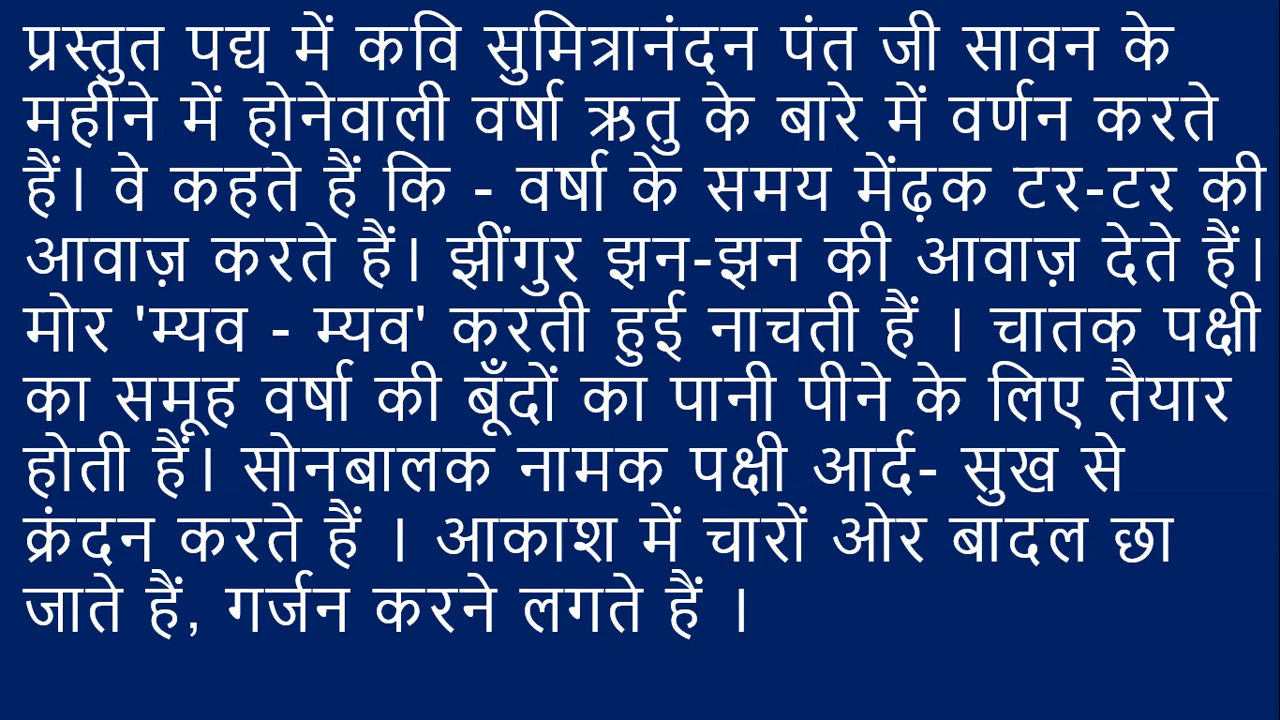 प्रस्तुत पद्य में कवि सुमित्रानंदन पंत जी सावन के
महीने में होनेवाली वर्षा ऋतु के बारे में वर्णन करते
हैं। वे कहते हैं कि - वर्षा के समय मेंढ़क टर-टर की
आवाज़ करते हैं। झींगुर झन-झन की आवाज़ देते हैं।
मोर 'म्यव - म्यव' करती हुई नाचती हैं । चातक पक्षी
का समूह वर्षा की बूँदों का पानी पीने के लिए तैयार
होती हैं। सोनबालक नामक पक्षी आर्द- सुख से
क्रंदन करते हैं । आकाश में चारों ओर बादल छा
जाते हैं, गर्जन करने लगते हैं ।